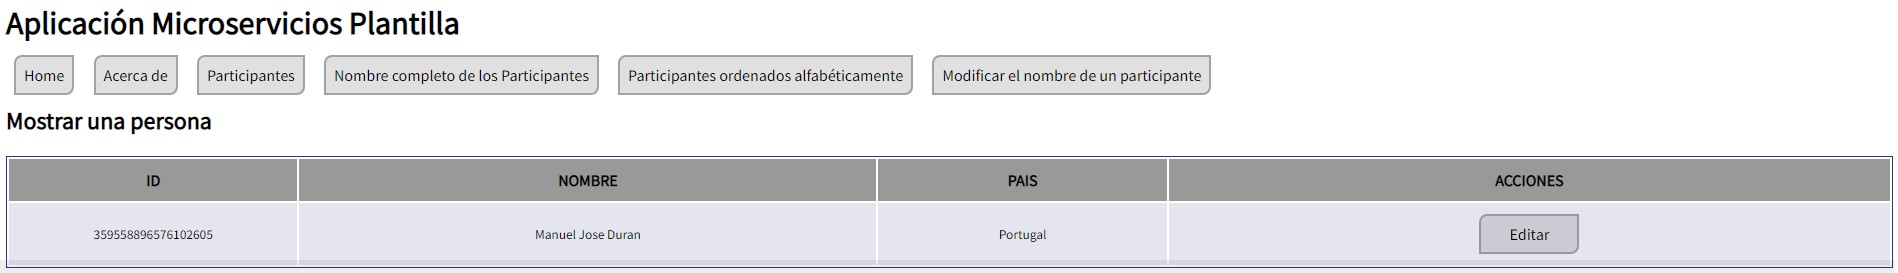 Aplicación Microservicios Plantilla
Home Acerca de Participantes Nombre completo de los Participantes Participantes ordenados alfabéticamente Modificar el nombre de un participante
Mostrar una persona
ID NOMBRE PAIS ACCIONES
359558896576102605 Manuel Jose Duran Portugal Editar